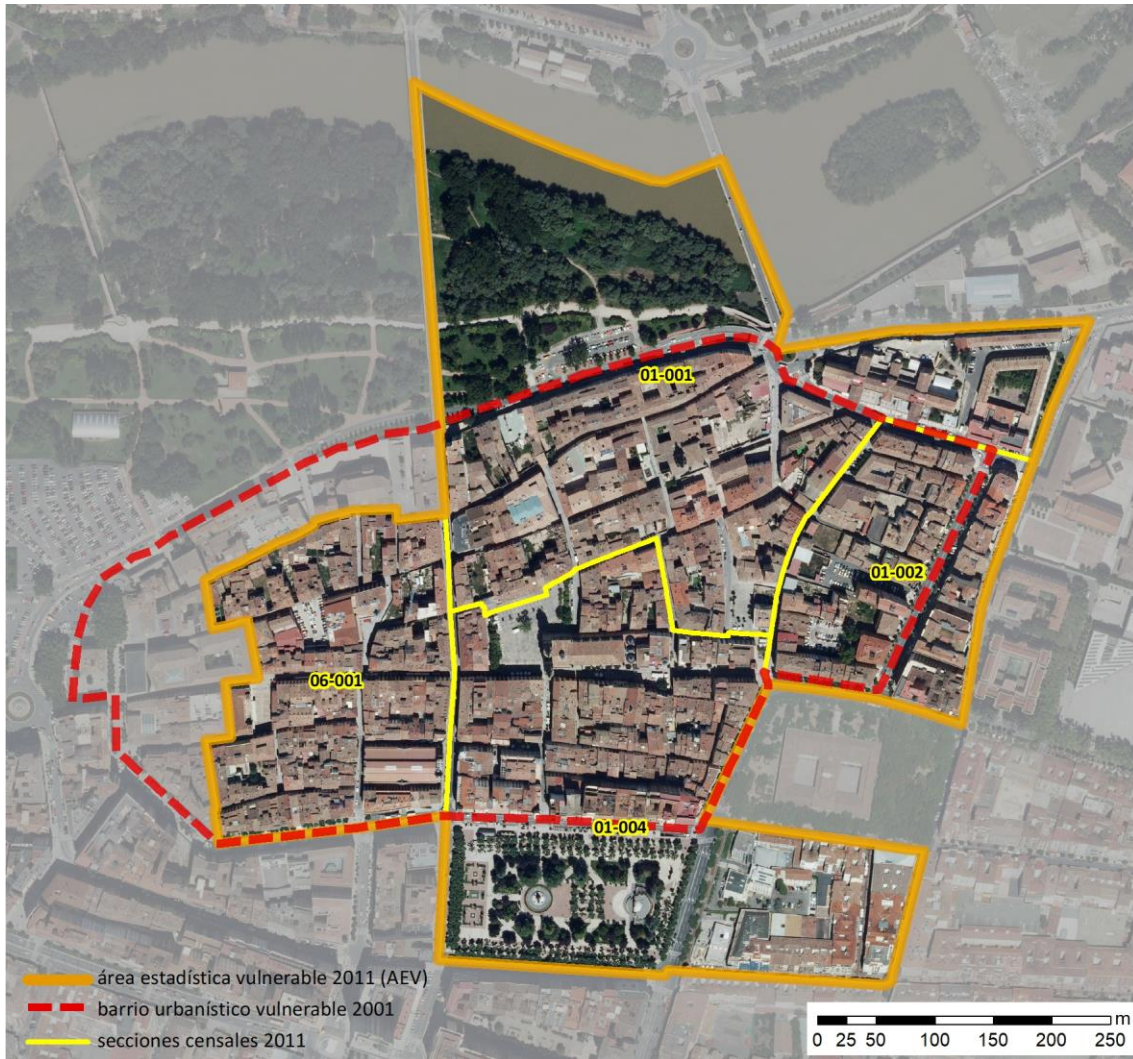 01-001
01-002
06-001
01-004
área estadística vulnerable 2011 (AEV)
barrio urbanístico vulnerable 2001
secciones censales 2011
m
0 25 50 100 150 200 250